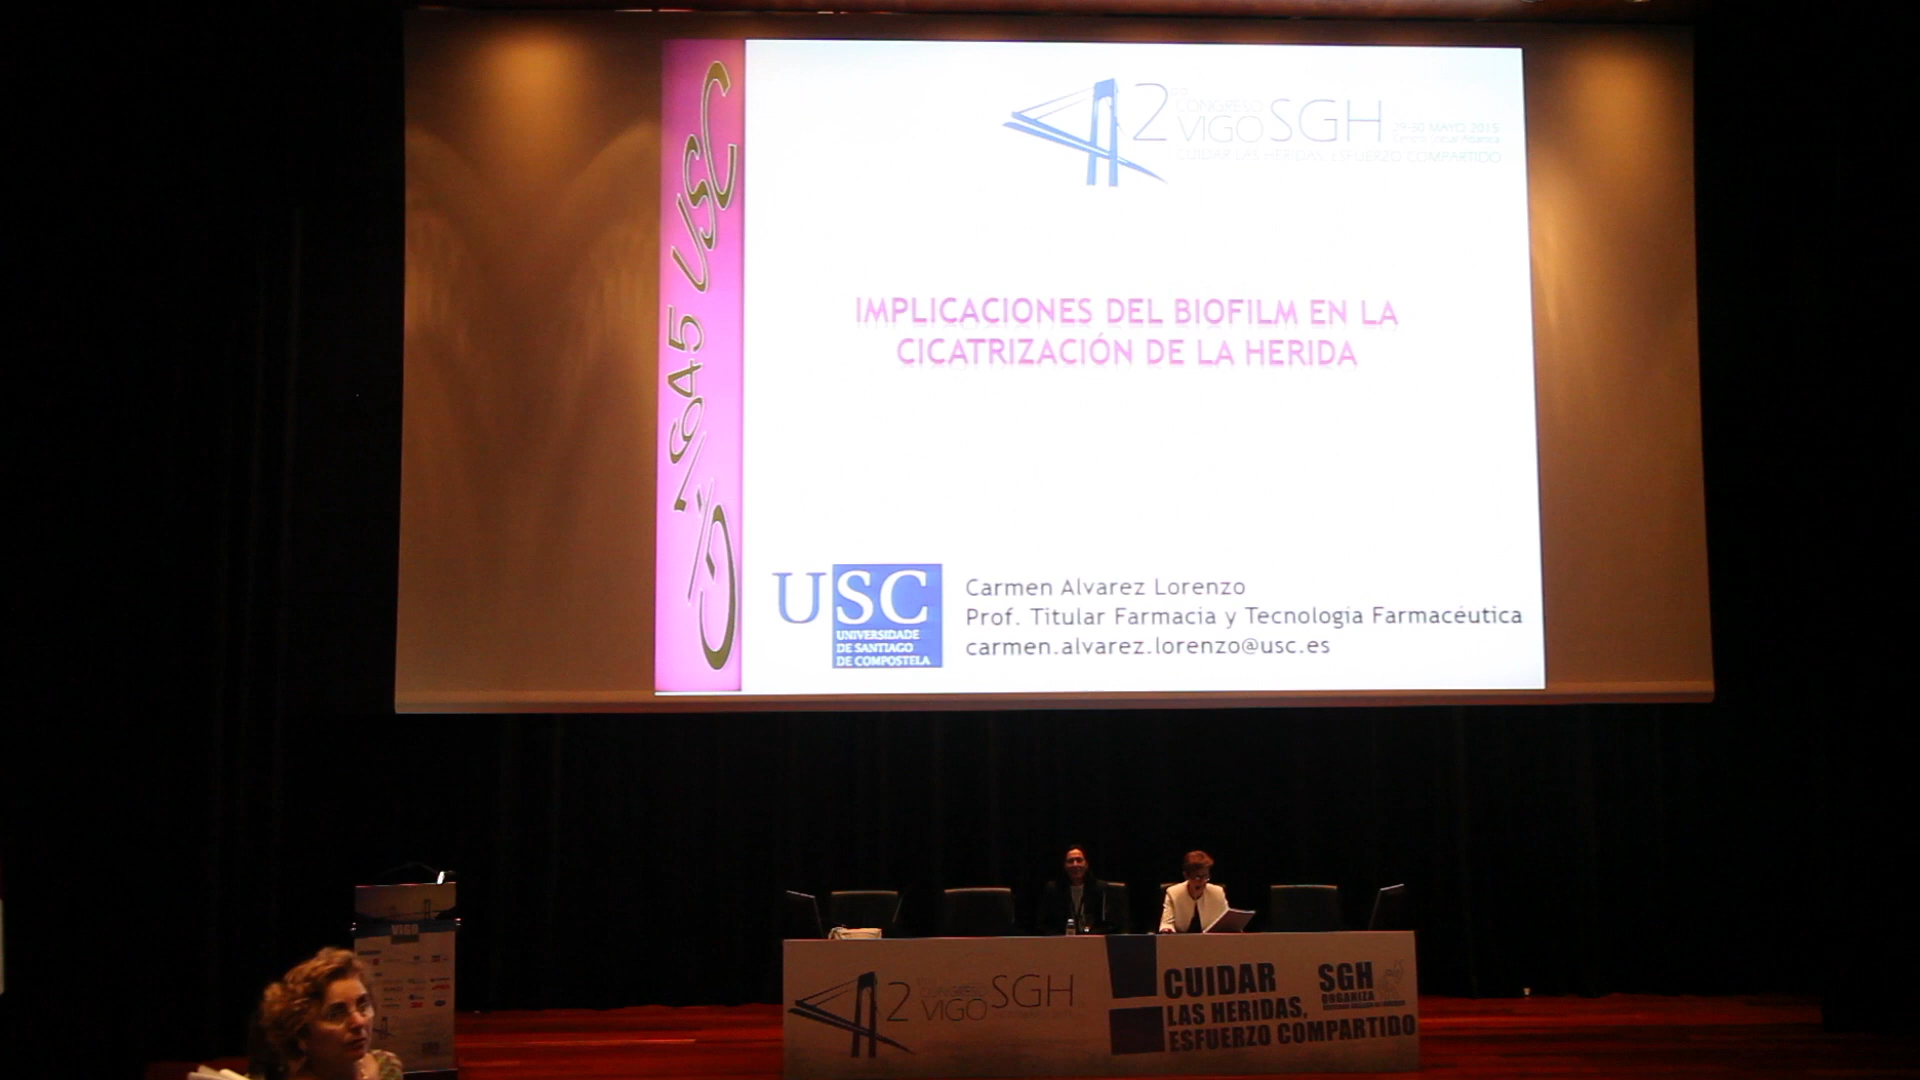 2
CONGRESO
VIGO SGH
29-30 MAYO 2015
CUIDAR LAS HERIDAS, ESFUERZO COMPARTIDO
USC
IMPLICACIONES DEL BIOFILM EN LA
CICATRIZACIÓN DE LA HERIDA
USC
UNIVERSIDADE
DE SANTIAGO
DE COMPOSTELA
Carmen Alvarez Lorenzo
Prof. Titular Farmacia y Tecnología Farmacéutica
carmen.alvarez.lorenzo@usc.es
VIGO
2
CONGRESO
VIGO SGH
CUIDAR
LAS HERIDAS,
ESFUERZO COMPARTIDO
SGH
ORGANIZA